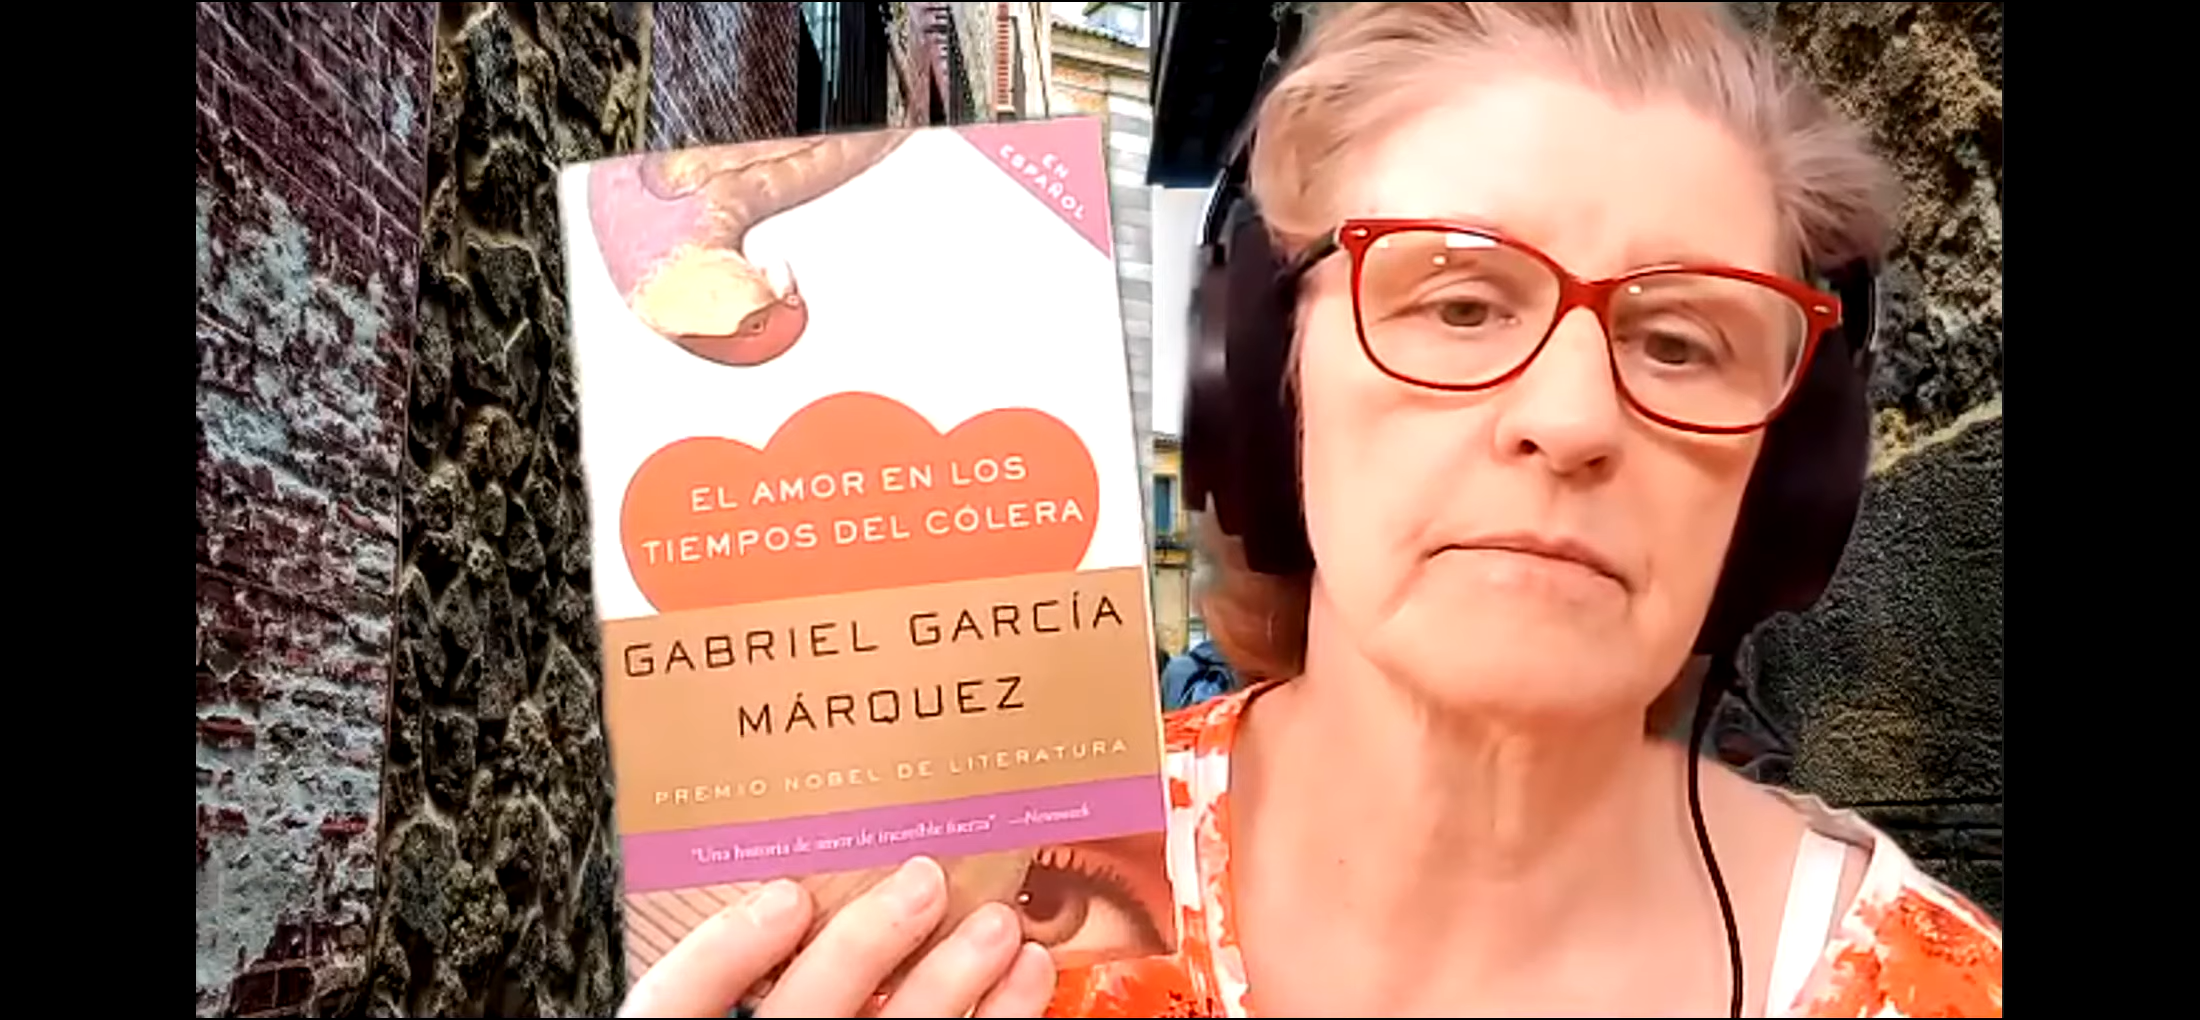 EN
ESPAÑOL
EL AMOR EN LOS
TIEMPOS DEL CÓLERA
GABRIEL GARCÍA
MÁRQUEZ
PREMIO NOBEL DE LITERATURA
"Una historia de amor de increíble fuerza" —Newsweek